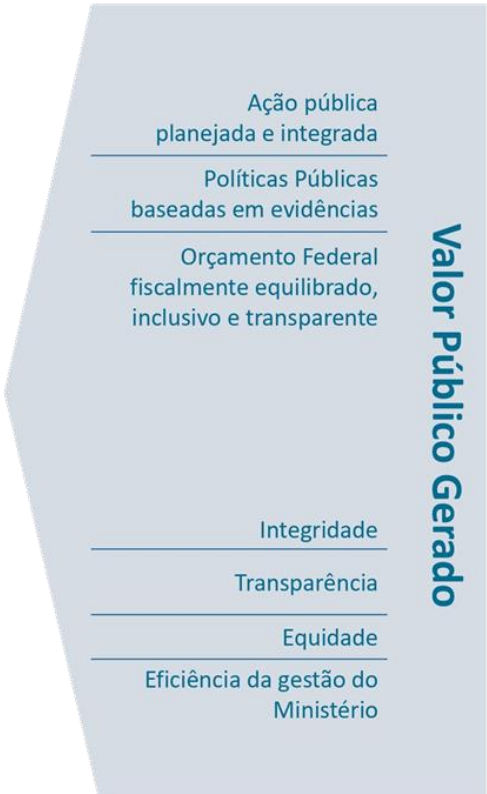 Ação pública
planejada e integrada
Políticas Públicas
baseadas em evidências
Orçamento Federal
fiscalmente equilibrado,
inclusivo e transparente
Integridade
Transparência
Equidade
Eficiência da gestão do
Ministério
Valor Público Gerado